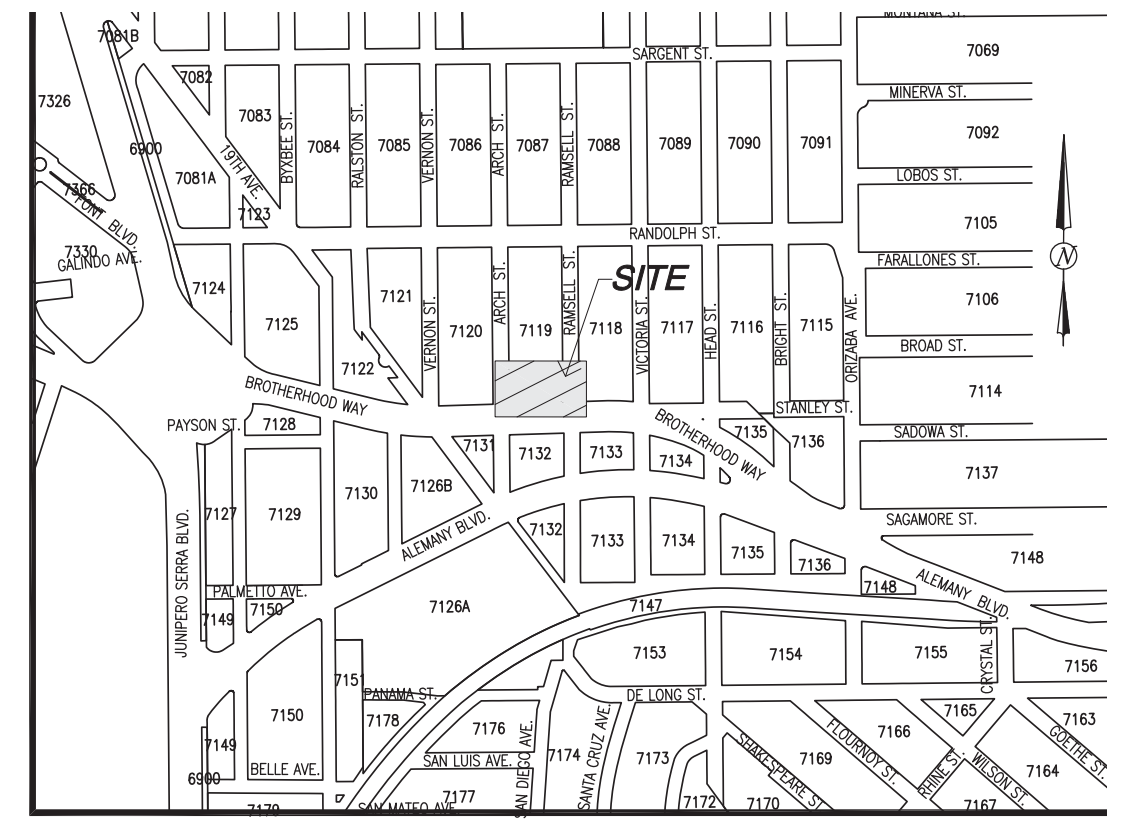 MONTANA ST.
7081B
7069
SARGENT ST.
7082
7326
MINERVA ST.
7083
6900
7084
RALSTON ST.
7085
VERNON ST.
7086
ARCH ST.
7087
RAMSELL ST.
7088
7089
7090
7091
7092
BYXBEE ST.
19TH AVE.
7081A
LOBOS ST.
7366
FONT BLVD.
7123
7105
RANDOLPH ST.
7330
GALINDO AVE.
FARALLONES ST.
SITE
N
7124
7121
ARCH ST.
RAMSELL ST.
7106
7125
VERNON ST.
7120
7119
7118
VICTORIA ST.
7117
HEAD ST.
7116
BRIGHT ST.
7115
ORIZABA AVE.
BROAD ST.
7122
BROTHERHOOD WAY
7114
STANLEY ST.
PAYSON ST.
7128
BROTHERHOOD WAY
7135
7136
SADOWA ST.
7131
7132
7133
7134
7137
7130
7126B
7127
7129
ALEMANY BLVD.
SAGAMORE ST.
7132
7133
7134
7135
7136
7148
JUNIPERO SERRA BLVD.
PALMETTO AVE.
7148
ALEMANY BLVD.
7149
7150
7126A
7147
7153
7154
7155
CRYSTAL ST.
7156
7151
PANAMA ST.
DE LONG ST.
7150
7178
7176
7165
7163
7149
SAN DIEGO AVE.
7174
SANTA CRUZ AVE.
7173
SHAKESPEARE ST.
7169
FLOURNOY ST.
7166
GOETHE ST.
6900
BELLE AVE.
SAN LUIS AVE.
RHINE ST.
WILSON ST.
7164
7179
SAN MATEO AVE.
7177
7172
7170
7167